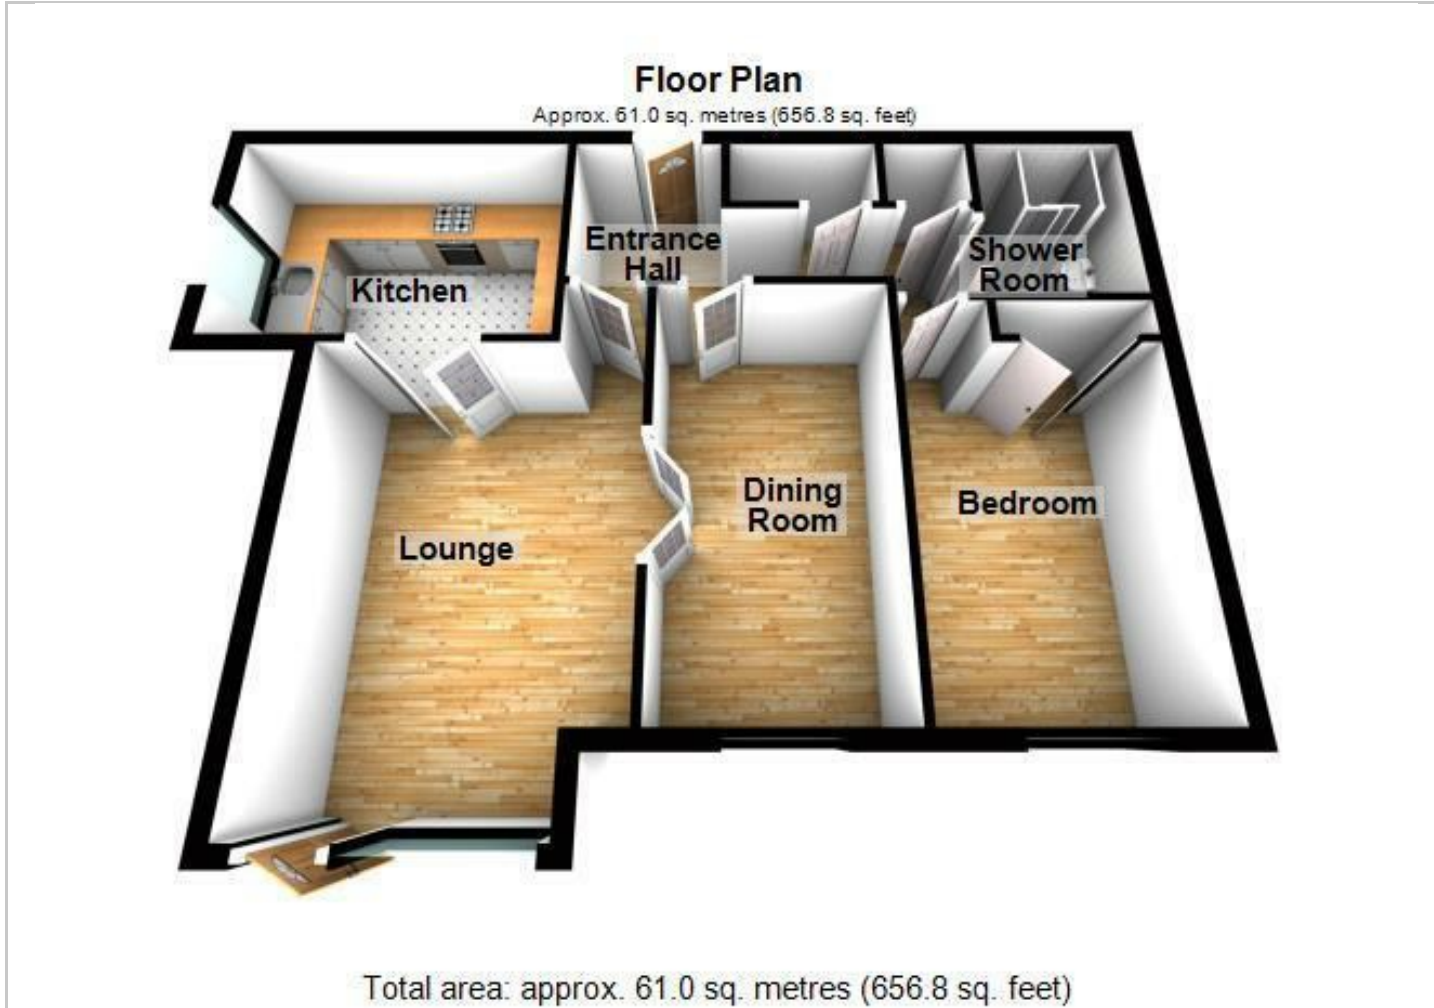 Floor Plan
Approx. 61.0 sq. metres (656.8 sq. feet)
Entrance
Hall
Shower
Room
Kitchen
Dining
Room
Bedroom
Lounge
Total area: approx. 61.0 sq. metres (656.8 sq. feet)